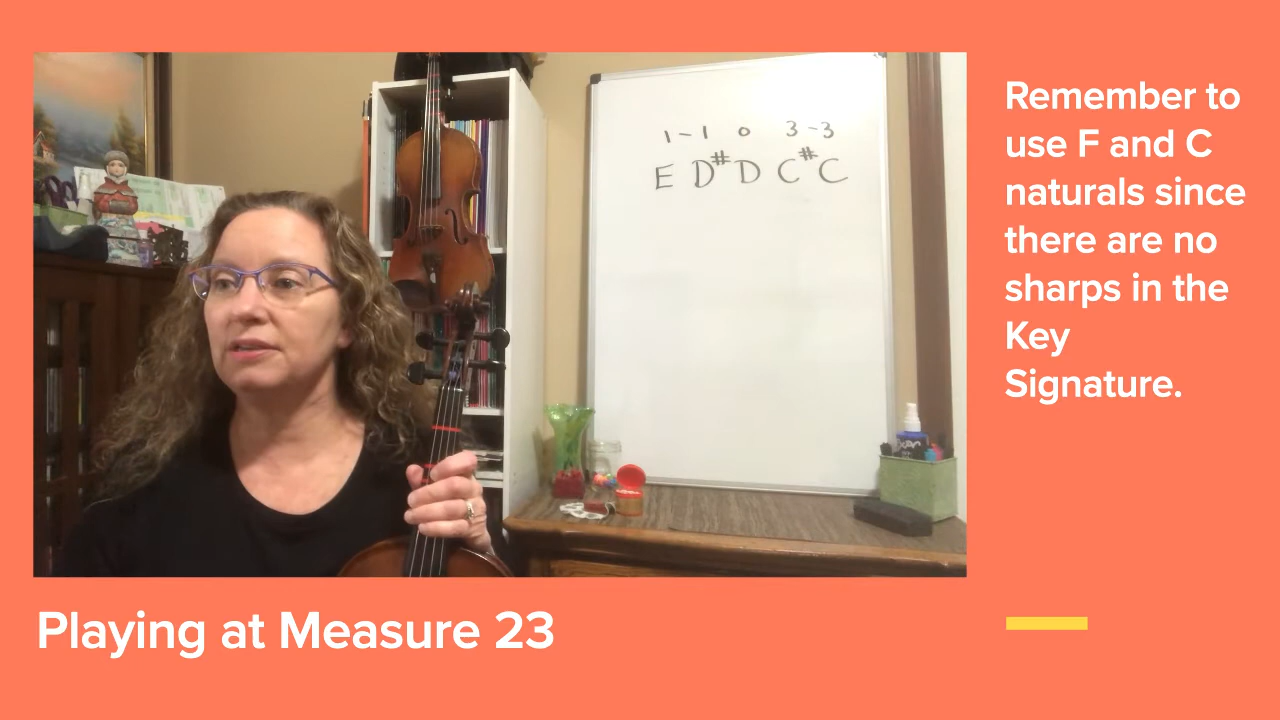 1-1 0 3-3
E D# D C# C
Remember to
use F and C
naturals since
there are no
sharps in the
Key
Signature.
Playing at Measure 23